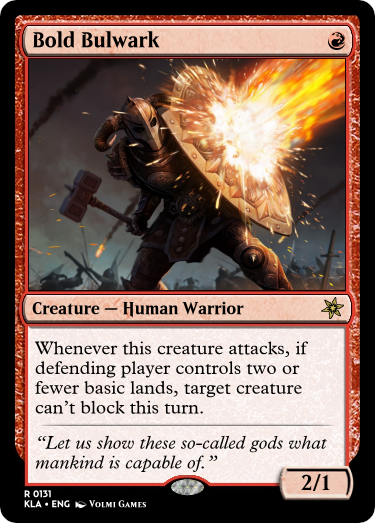 Bold Bulwark
Creature — Human Warrior
Whenever this creature attacks, if
defending player controls two or
fewer basic lands, target creature
can't block this turn.
“Let us show these so-called gods what
mankind is capable of.”
2/1
R 0131
KLA • ENG Volmi Games